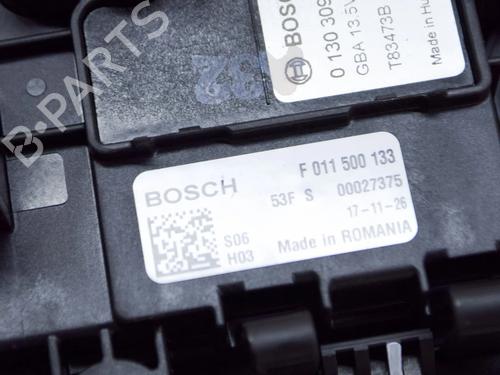 BOSCH
0 130 309
GBA 13.5V
T83473B
Made in Hu
B-PARTS
BOSCH
F 011 500 133
53F S 00027375
17-11-26
S06
H03
Made in ROMANIA